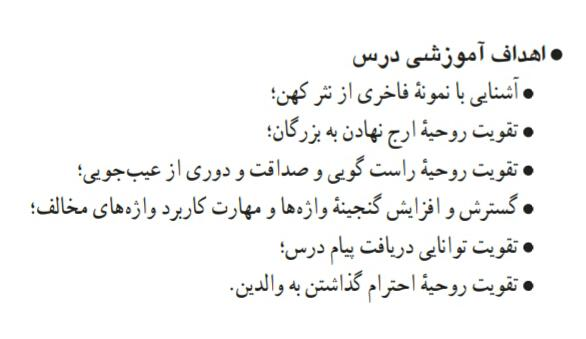 ● اهداف آموزشی درس
● آشنایی با نمونهٔ فاخری از نثر کهن؛
● تقویت روحیهٔ ارج نهادن به بزرگان؛
● تقویت روحیهٔ راست گویی و صداقت و دوری از عیب‌جویی؛
● گسترش و افزایش گنجینهٔ واژه‌ها و مهارت کاربرد واژه‌های مخالف؛
● تقویت توانایی دریافت پیام درس؛
● تقویت روحیهٔ احترام گذاشتن به والدین.